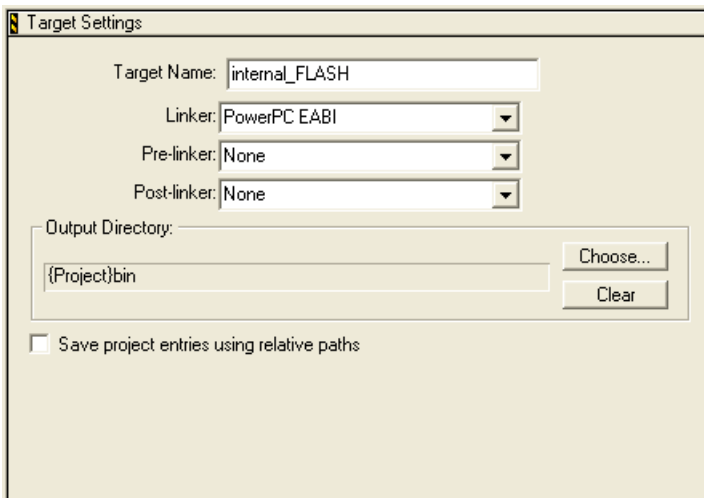 Target Settings
Target Name: internal_FLASH
Linker: PowerPC EABI
Pre-linker: None
Post-linker: None
Output Directory:
Choose...
{Project}bin
Clear
Save project entries using relative paths